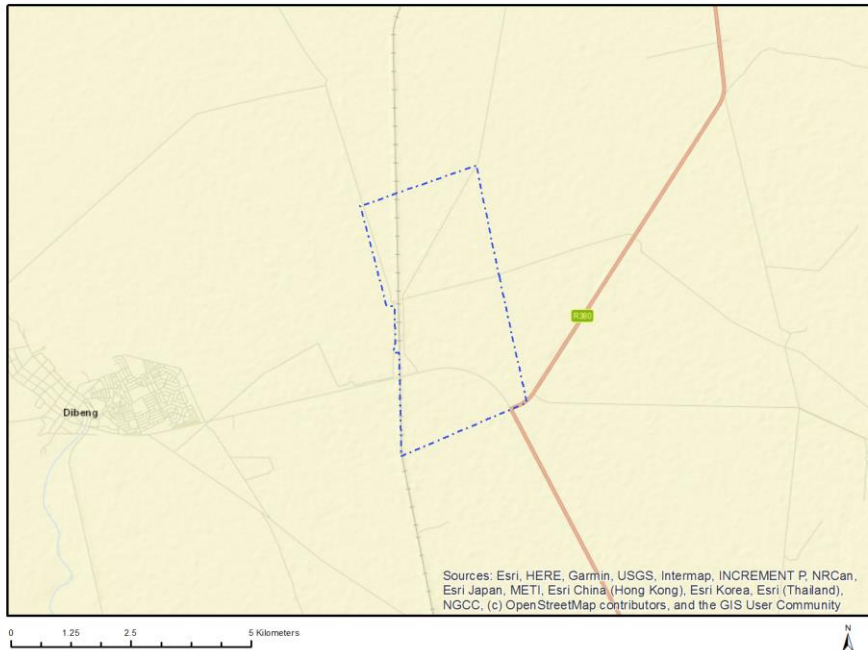 R380
Dibeng
Sources: Esri, HERE, Garmin, USGS, Intermap, INCREMENT P, NRCan,
Esri Japan, METI, Esri China (Hong Kong), Esri Korea, Esri (Thailand),
NGCC, (c) OpenStreetMap contributors, and the GIS User Community
0 1.25 2.5 5 Kilometers
N